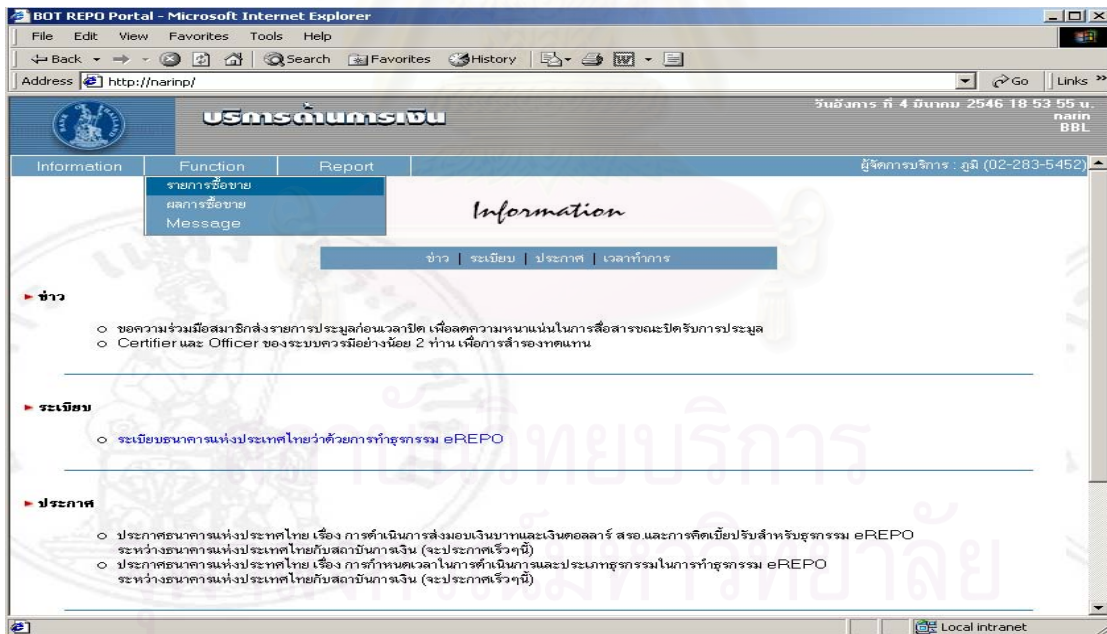 BOT REPO Portal - Microsoft Internet Explorer
File Edit View Favorites Tools Help
Back Search Favorites History
Address http://narinp/ Go Links »
บริการด้านการเงิน
วันอังคาร ที่ 4 มีนาคม 2546 18 53 55 น.
narin
BBL
Information Function Report ผู้จัดการบริการ : ภูมิ (02-283-5452)
รายการซื้อขาย
ผลการซื้อขาย
Message
Information
ข่าว | ระเบียบ | ประกาศ | เวลาทำการ
ข่าว
ขอความร่วมมือสมาชิกส่งรายการประมูลก่อนเวลาปิด เพื่อลดความหนาแน่นในการสื่อสารขณะปิดรับการประมูล
Certifier และ Officer ของระบบควรมีอย่างน้อย 2 ท่าน เพื่อการสำรองทดแทน
ระเบียบ
ระเบียบธนาคารแห่งประเทศไทยว่าด้วยการทำธุรกรรม eREPO
ประกาศ
ประกาศธนาคารแห่งประเทศไทย เรื่อง การดำเนินการส่งมอบเงินบาทและเงินดอลลาร์ สรอ.และการคิดเบี้ยปรับสำหรับธุรกรรม eREPO
ระหว่างธนาคารแห่งประเทศไทยกับสถาบันการเงิน (จะประกาศเร็วๆนี้)
ประกาศธนาคารแห่งประเทศไทย เรื่อง การกำหนดเวลาในการดำเนินการและประเภทธุรกรรมในการทำธุรกรรม eREPO
ระหว่างธนาคารแห่งประเทศไทยกับสถาบันการเงิน (จะประกาศเร็วๆนี้)
สถาบันวิทยบริการ
จุฬาลงกรณ์มหาวิทยาลัย
Local intranet